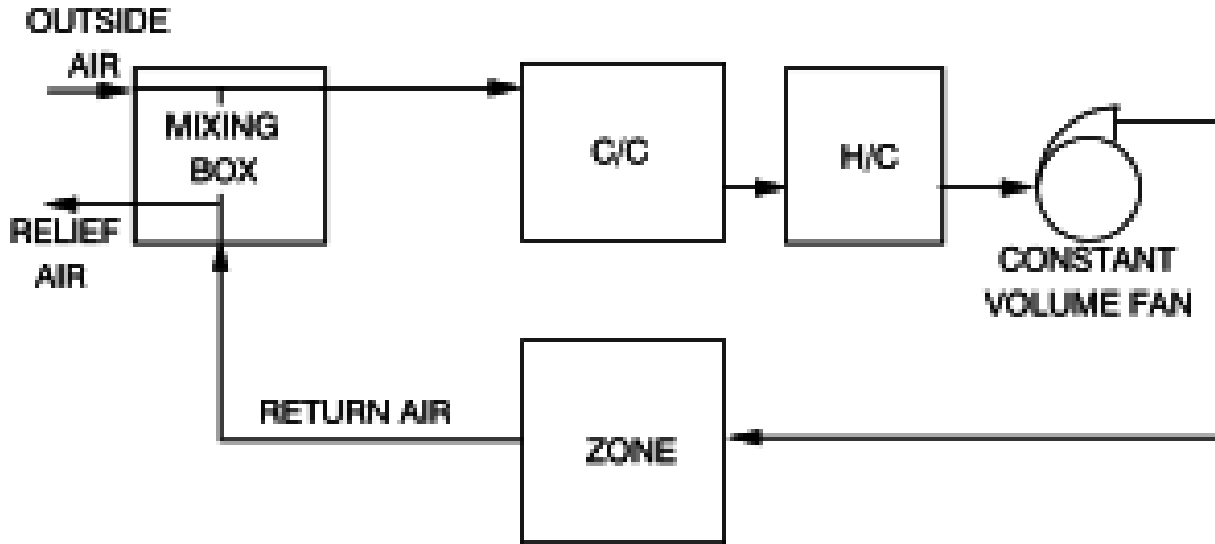 OUTSIDE
AIR
MIXING
BOX
RELIEF
AIR
C/C
H/C
CONSTANT
VOLUME FAN
RETURN AIR
ZONE